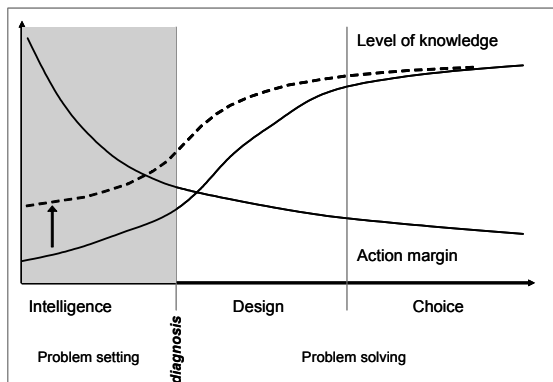 Level of knowledge
Action margin
Intelligence
Design
Choice
diagnosis
Problem setting
Problem solving